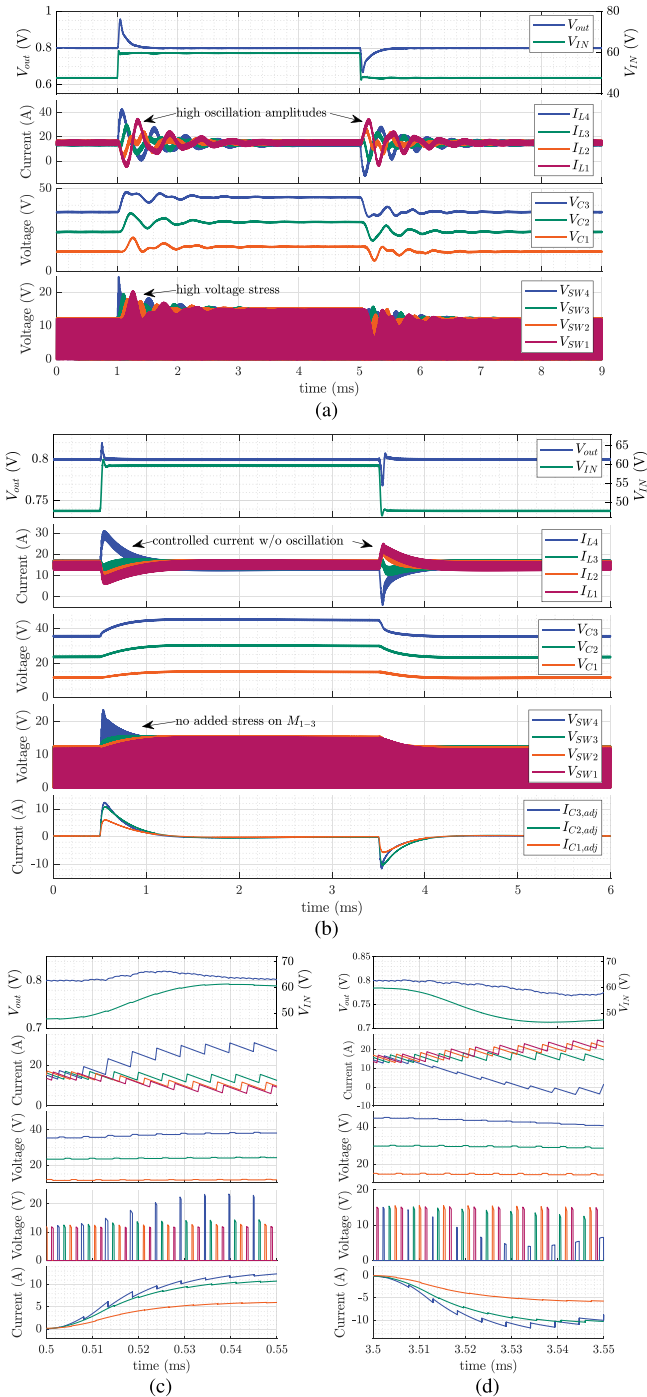 V_out (V)
1
0.8
0.6
V_IN (V)
80
60
40
V_out
V_IN
Current (A)
40
20
0
high oscillation amplitudes
I_L4
I_L3
I_L2
I_L1
Voltage (V)
50
0
V_C3
V_C2
V_C1
Voltage (V)
20
10
0
high voltage stress
V_SW4
V_SW3
V_SW2
V_SW1
0 1 2 3 4 5 6 7 8 9
time (ms)
(a)
V_out (V)
0.8
0.75
V_IN (V)
65
60
55
50
V_out
V_IN
Current (A)
30
20
10
0
controlled current w/o oscillation
I_L4
I_L3
I_L2
I_L1
Voltage (V)
40
20
0
V_C3
V_C2
V_C1
Voltage (V)
20
10
0
no added stress on M_1−3
V_SW4
V_SW3
V_SW2
V_SW1
Current (A)
10
0
-10
I_C3,adj
I_C2,adj
I_C1,adj
0 1 2 3 4 5 6
time (ms)
(b)
V_out (V)
0.9
0.8
0.7
V_IN (V)
70
60
50
Current (A)
20
0
Voltage (V)
40
20
Voltage (V)
20
10
0
Current (A)
10
5
0
0.5 0.51 0.52 0.53 0.54 0.55
time (ms)
(c)
V_out (V)
0.85
0.8
0.75
0.7
V_IN (V)
70
60
50
Current (A)
20
10
0
-10
Voltage (V)
40
20
Voltage (V)
20
10
0
Current (A)
0
-5
-10
3.5 3.51 3.52 3.53 3.54 3.55
time (ms)
(d)